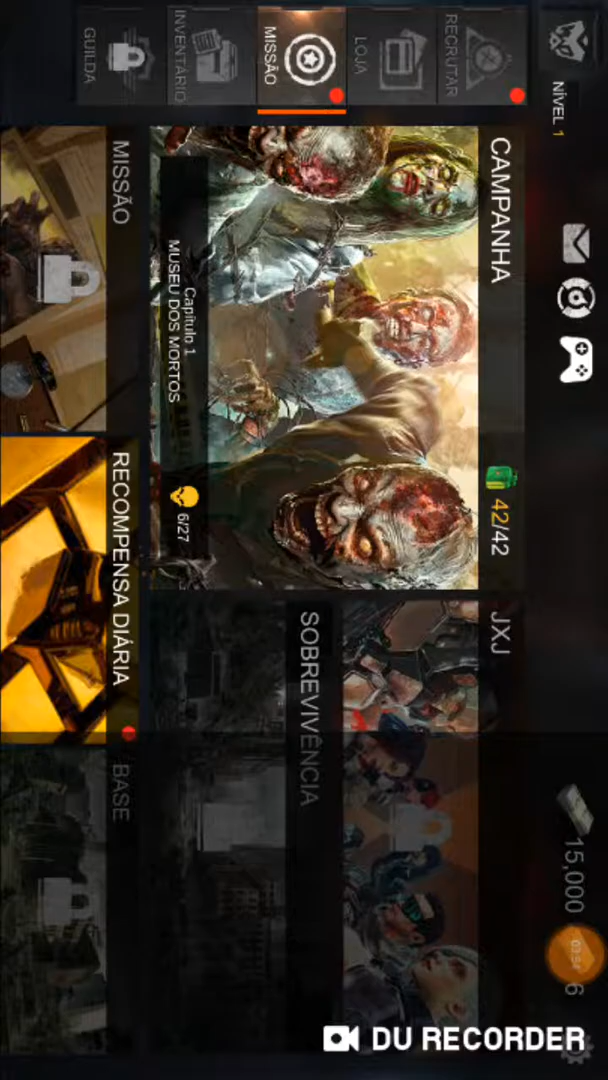 NÍVEL 1
15,000
6
RECRUTAR
LOJA
MISSÃO
INVENTÁRIO
GUILDA
CAMPANHA
42/42
Capítulo 1
MUSEU DOS MORTOS
6/27
JXJ
SOBREVIVÊNCIA
MISSÃO
RECOMPENSA DIÁRIA
BASE
DU RECORDER